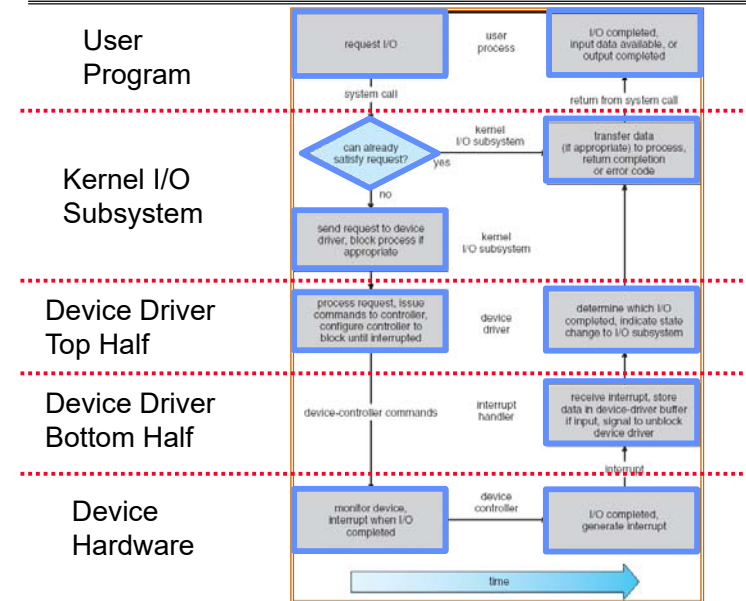 User
Program
request I/O
user
process
I/O completed,
input data available, or
output completed
system call
return from system call
Kernel I/O
Subsystem
can already
satisfy request?
yes
no
kernel
I/O subsystem
transfer data
(if appropriate) to process,
return completion
or error code
send request to device
driver, block process if
appropriate
kernel
I/O subsystem
Device Driver
Top Half
process request, issue
commands to controller,
configure controller to
block until interrupted
device
driver
determine which I/O
completed, indicate state
change to I/O subsystem
Device Driver
Bottom Half
device-controller commands
interrupt
handler
receive interrupt, store
data in device-driver buffer
if input, signal to unblock
device driver
interrupt
Device
Hardware
monitor device,
interrupt when I/O
completed
device
controller
I/O completed,
generate interrupt
time